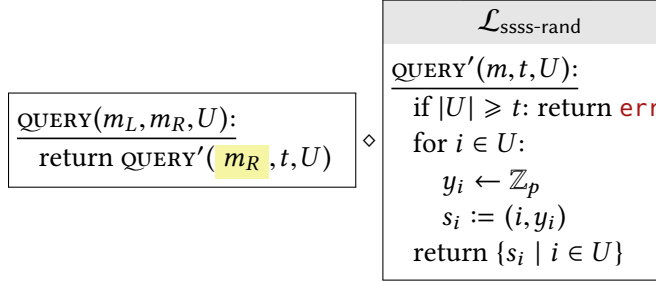 QUERY(m_L, m_R, U):
return QUERY′( m_R , t, U)
⋄
ℒ_ssss-rand
QUERY′(m, t, U):
if |U| ⩾ t: return err
for i ∈ U:
y_i ← ℤ_p
s_i := (i, y_i)
return {s_i | i ∈ U}